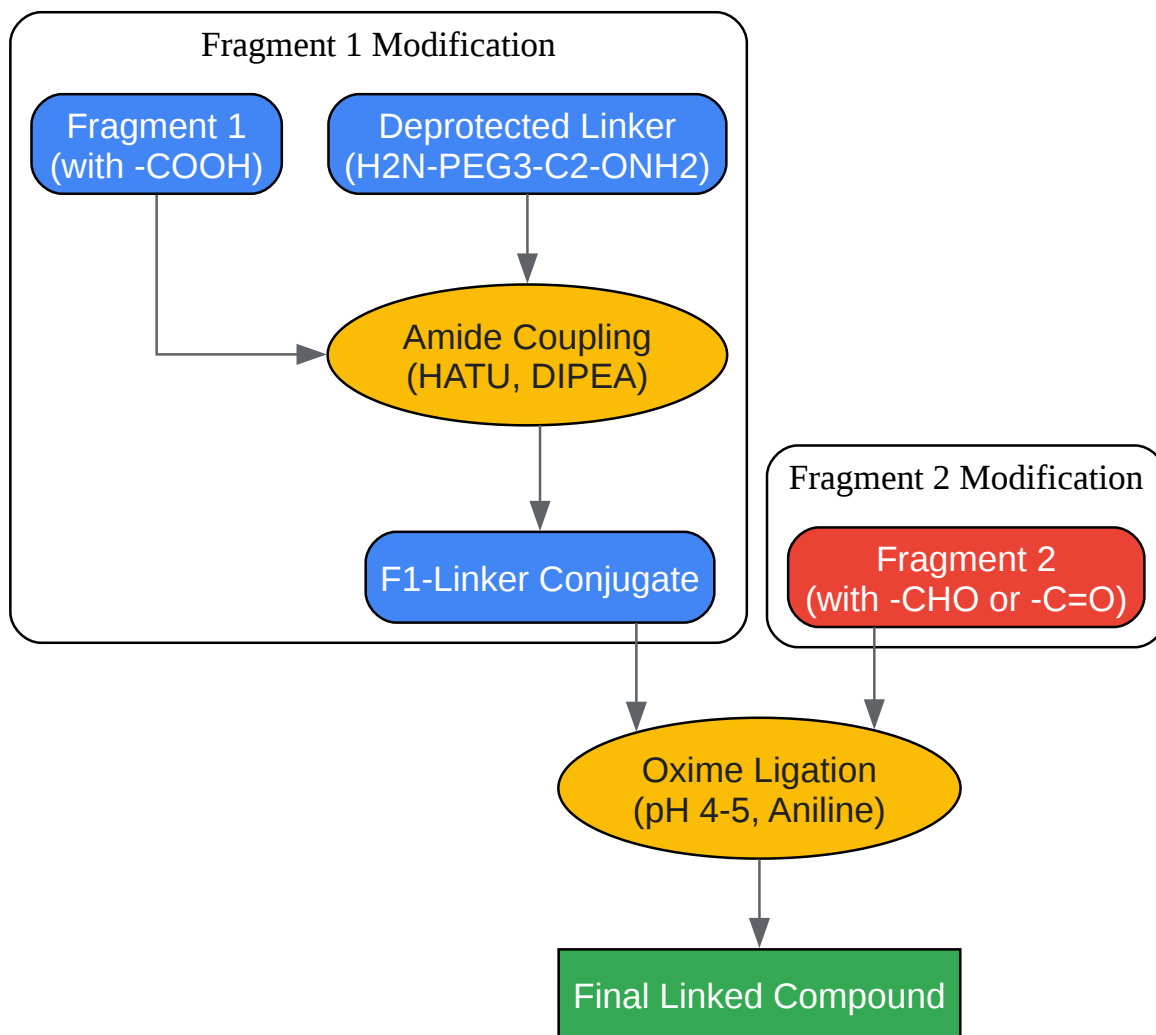 Fragment 1 Modification
Fragment 1
(with -COOH)
Deprotected Linker
(H2N-PEG3-C2-ONH2)
Amide Coupling
(HATU, DIPEA)
F1-Linker Conjugate
Fragment 2 Modification
Fragment 2
(with -CHO or -C=O)
Oxime Ligation
(pH 4-5, Aniline)
Final Linked Compound